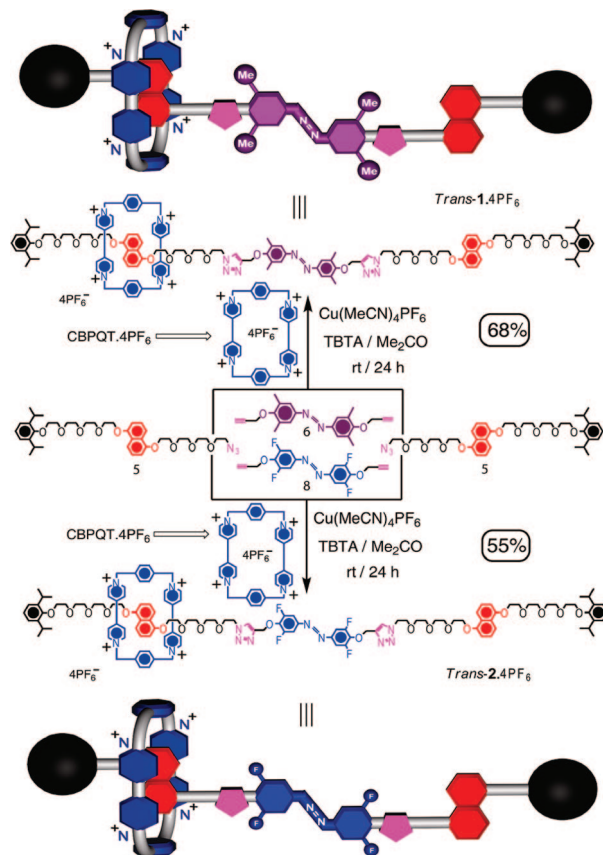 N+ N+
Me Me
N=N
Me Me
N+ N+
Trans-1.4PF6
+ +
N N
O O O O O O O O O O O N N=N O N=N O N N=N O O O O O O O O O
N N
+ +
4PF6−
Cu(MeCN)4PF6
68%
CBPQT.4PF6 4PF6− TBTA / Me2CO
rt / 24 h
O O O O O O O O O O N3
O N=N O
6
N3 O O O O O O O O O O
5 5
F F
O N=N O
F F
8
Cu(MeCN)4PF6
55%
CBPQT.4PF6 4PF6− TBTA / Me2CO
rt / 24 h
+ +
N N
F F
O O O O O O O O O O O N N=N O N=N O N N=N O O O O O O O O O
F F
N N
+ +
4PF6−
Trans-2.4PF6
N+ N+
F F
N=N
F F
N+ N+